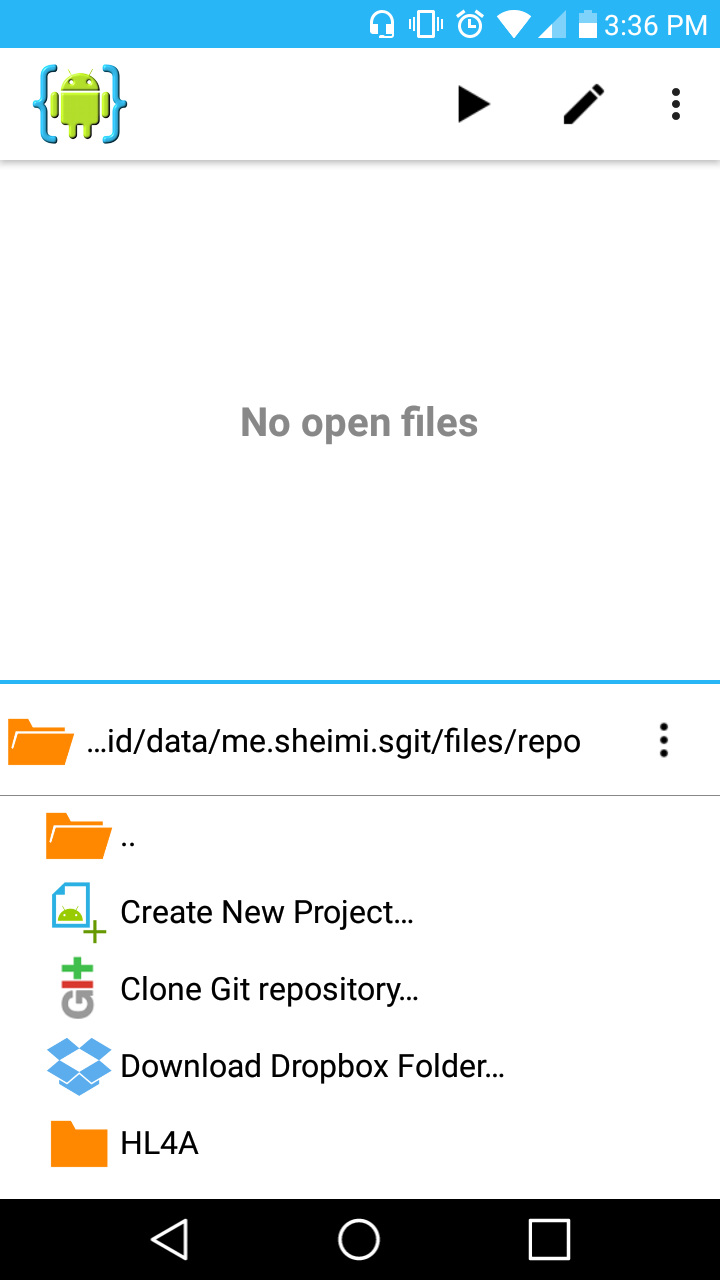 3:36 PM
No open files
...id/data/me.sheimi.sgit/files/repo
..
Create New Project...
Git
Clone Git repository...
Download Dropbox Folder...
HL4A